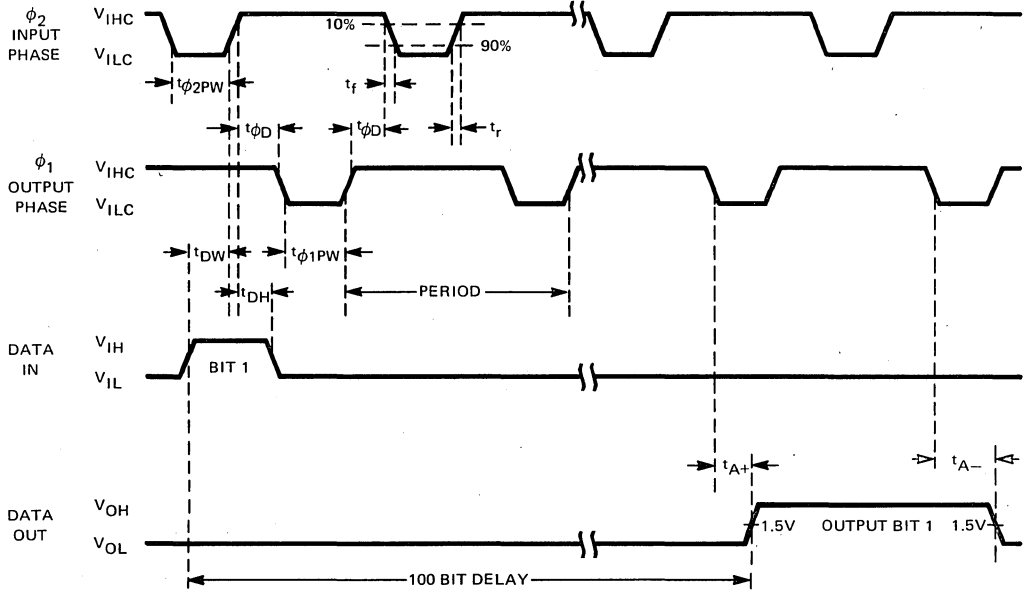 ϕ2
INPUT
PHASE
VIHC
VILC
10%
90%
tϕ2PW
tf
tr
tϕD
tϕD
ϕ1
OUTPUT
PHASE
VIHC
VILC
tDW
tϕ1PW
tDH
PERIOD
DATA
IN
VIH
VIL
BIT 1
tA+
tA−
DATA
OUT
VOH
VOL
1.5V
OUTPUT BIT 1
1.5V
100 BIT DELAY